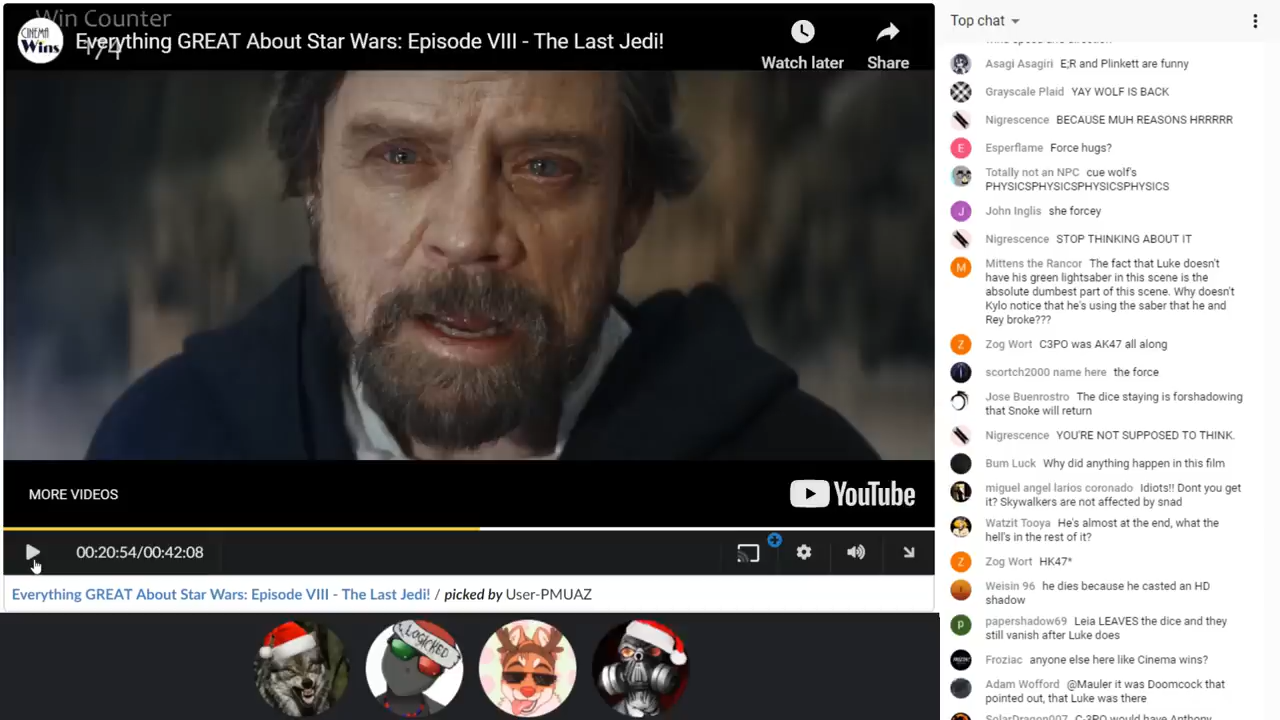 Win Counter
174
CINEMA
Wins
Everything GREAT About Star Wars: Episode VIII - The Last Jedi!
Watch later
Share
MORE VIDEOS
YouTube
00:20:54/00:42:08
Everything GREAT About Star Wars: Episode VIII - The Last Jedi! / picked by User-PMUAZ
LOGICKED
Top chat
Asagi Asagiri E;R and Plinkett are funny
Grayscale Plaid YAY WOLF IS BACK
Nigrescence BECAUSE MUH REASONS HRRRRR
E
Esperflame Force hugs?
Totally not an NPC cue wolf's
PHYSICSPHYSICSPHYSICSPHYSICS
J
John Inglis she forcey
Nigrescence STOP THINKING ABOUT IT
M
Mittens the Rancor The fact that Luke doesn't
have his green lightsaber in this scene is the
absolute dumbest part of this scene. Why doesn't
Kylo notice that he's using the saber that he and
Rey broke???
Z
Zog Wort C3PO was AK47 all along
scortch2000 name here the force
Jose Buenrostro The dice staying is forshadowing
that Snoke will return
Nigrescence YOU'RE NOT SUPPOSED TO THINK.
Bum Luck Why did anything happen in this film
miguel angel larios coronado Idiots!! Dont you get
it? Skywalkers are not affected by snad
Watzit Tooya He's almost at the end, what the
hell's in the rest of it?
Z
Zog Wort HK47*
Weisin 96 he dies because he casted an HD
shadow
p
papershadow69 Leia LEAVES the dice and they
still vanish after Luke does
FROZIAC
Froziac anyone else here like Cinema wins?
Adam Wofford @Mauler it was Doomcock that
pointed out, that Luke was there
SolarDragon007 C-3PO would have Anthony